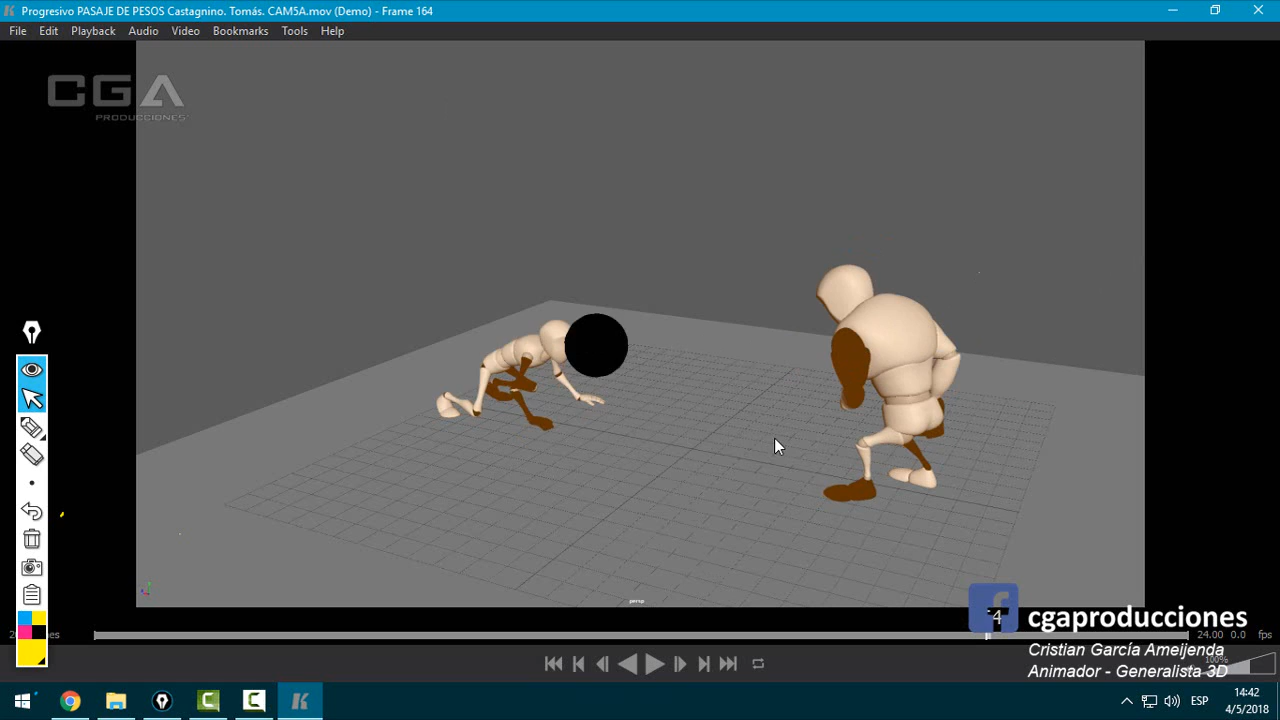 Progresivo PASAJE DE PESOS Castagnino. Tomás. CAM5A.mov (Demo) - Frame 164
File Edit Playback Audio Video Bookmarks Tools Help
CGA
PRODUCCIONES
persp
24.00 0.0 fps
100%
cgaproducciones
Cristian García Ameijenda
Animador - Generalista 3D
ESP
14:42
4/5/2018